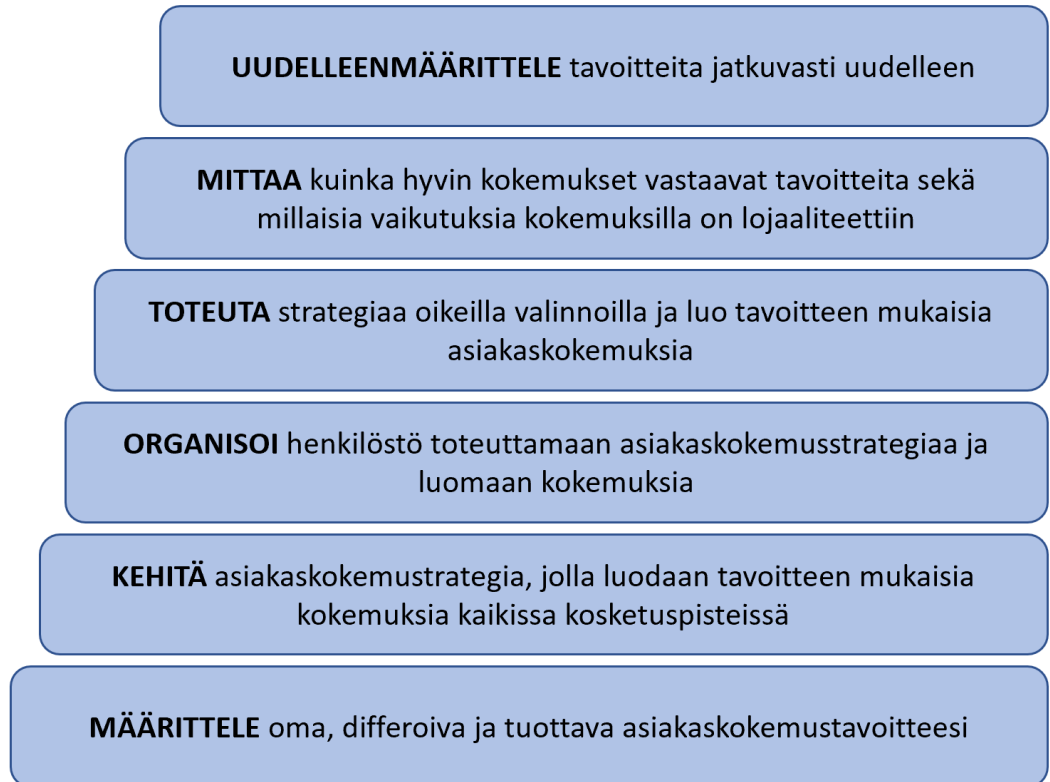 UUDELLEENMÄÄRITTELE tavoitteita jatkuvasti uudelleen
MITTAA kuinka hyvin kokemukset vastaavat tavoitteita sekä
millaisia vaikutuksia kokemuksilla on lojaaliteettiin
TOTEUTA strategiaa oikeilla valinnoilla ja luo tavoitteen mukaisia
asiakaskokemuksia
ORGANISOI henkilöstö toteuttamaan asiakaskokemusstrategiaa ja
luomaan kokemuksia
KEHITÄ asiakaskokemustrategia, jolla luodaan tavoitteen mukaisia
kokemuksia kaikissa kosketuspisteissä
MÄÄRITTELE oma, differoiva ja tuottava asiakaskokemustavoitteesi